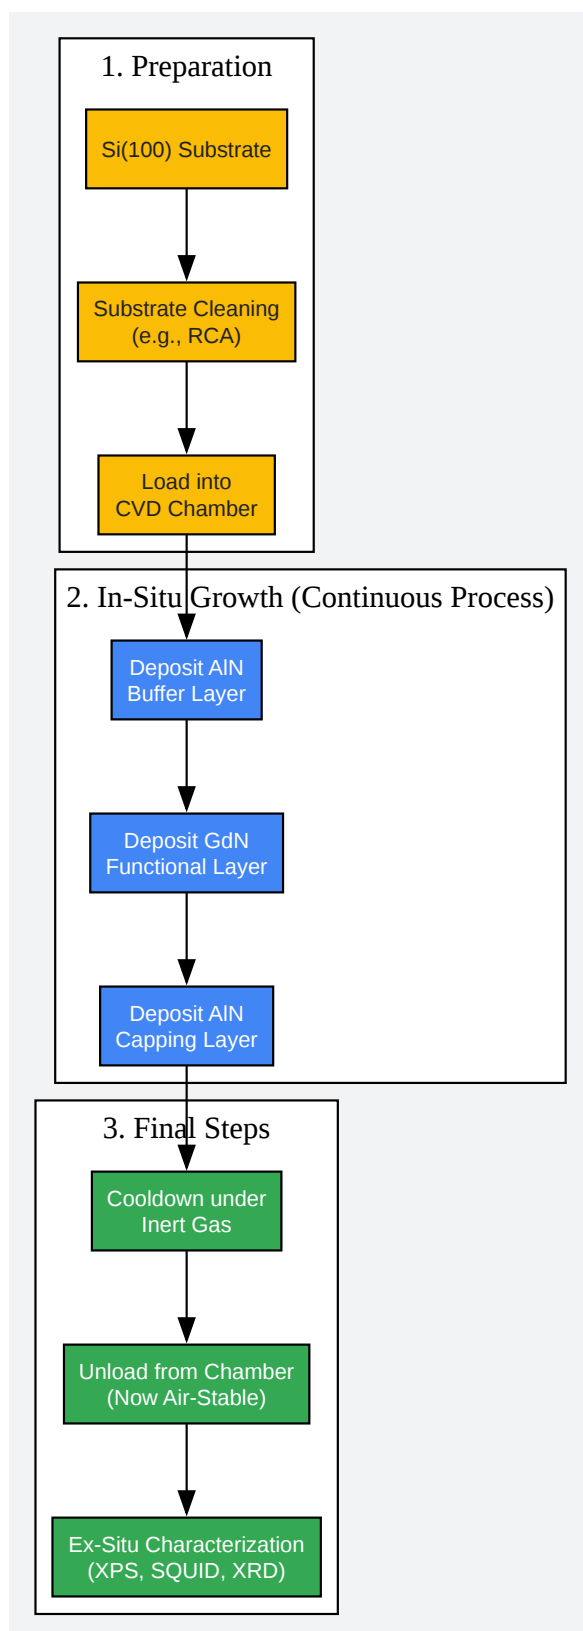 1. Preparation
Si(100) Substrate
Substrate Cleaning
(e.g., RCA)
Load into
CVD Chamber
2. In-Situ Growth (Continuous Process)
Deposit AlN
Buffer Layer
Deposit GdN
Functional Layer
Deposit AlN
Capping Layer
3. Final Steps
Cooldown under
Inert Gas
Unload from Chamber
(Now Air-Stable)
Ex-Situ Characterization
(XPS, SQUID, XRD)